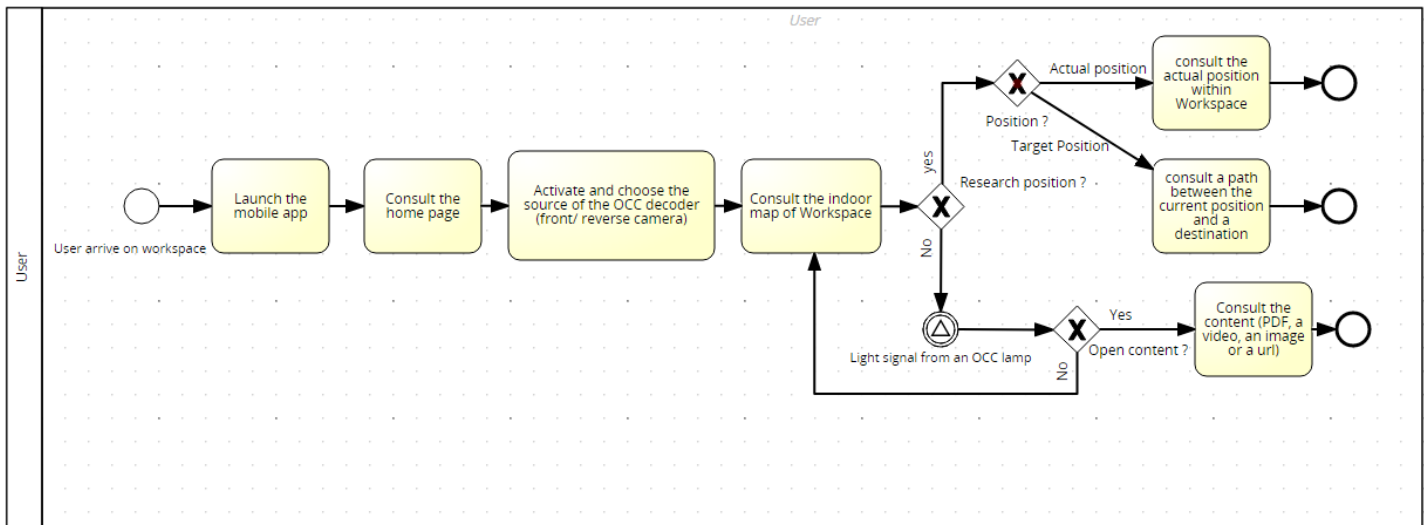 User
User
User arrive on workspace
Launch the
mobile app
Consult the
home page
Activate and choose the
source of the OCC decoder
(front/ reverse camera)
Consult the indoor
map of Workspace
Research position ?
yes
No
Position ?
Actual position
Target Position
consult the
actual position
within
Workspace
consult a path
between the
current position
and a
destination
Light signal from an OCC lamp
Open content ?
Yes
No
Consult the
content (PDF, a
video, an image
or a url)